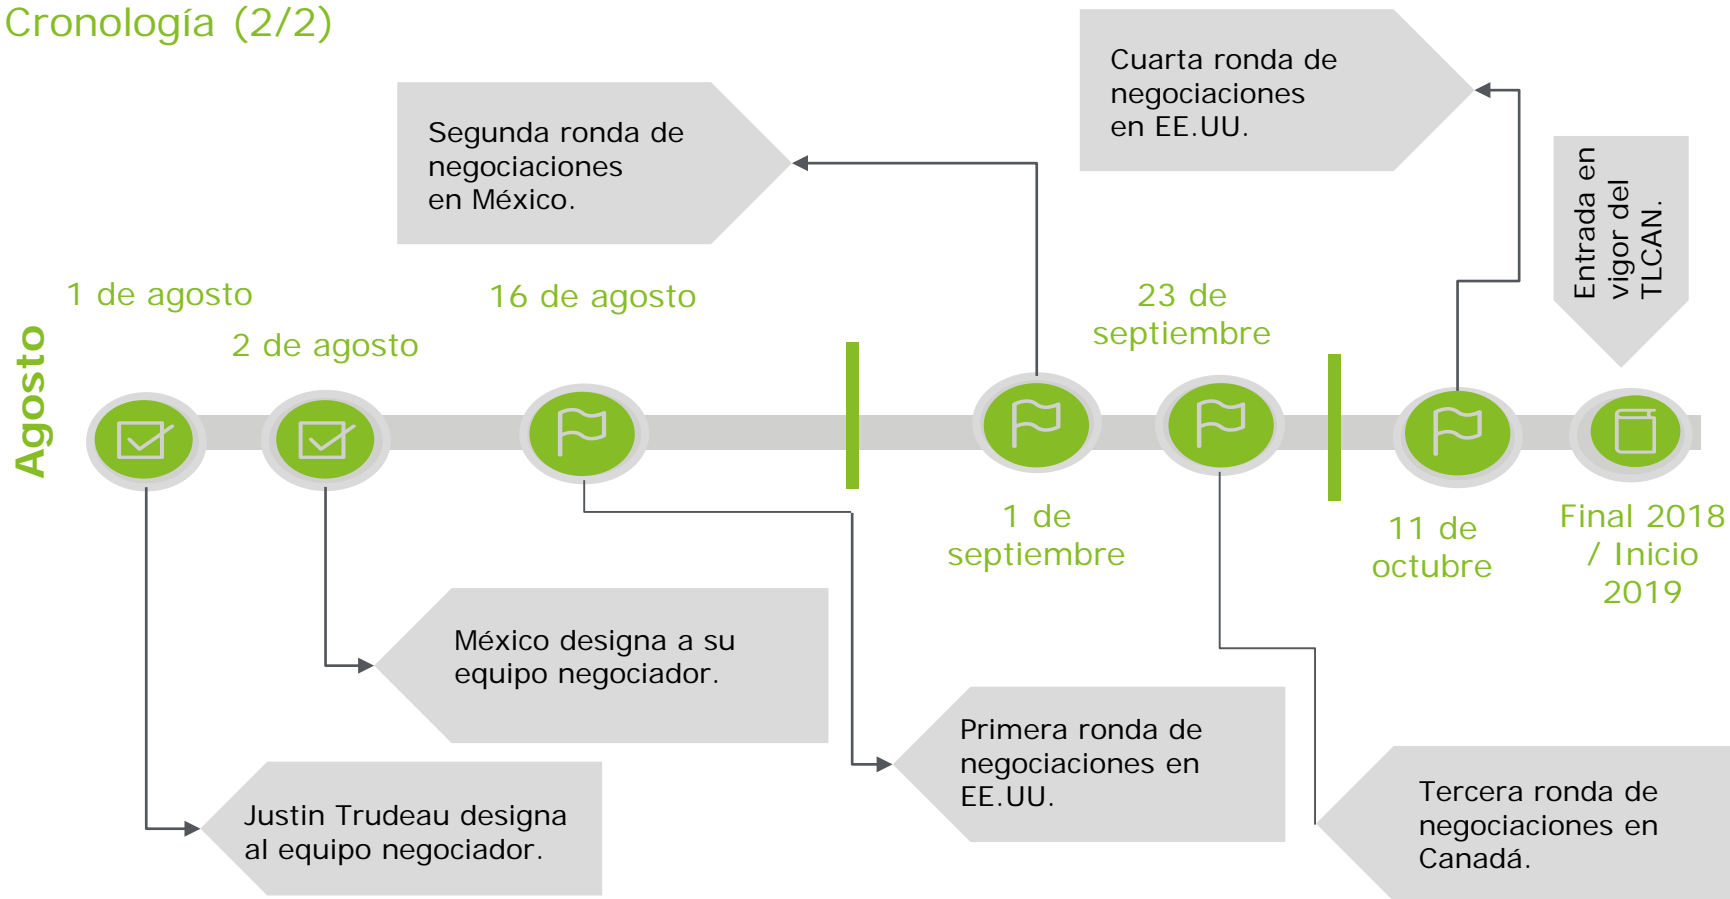 Cronología (2/2)
Cuarta ronda de
negociaciones
en EE.UU.
Segunda ronda de
negociaciones
en México.
Entrada en
vigor del
TLCAN.
1 de agosto
2 de agosto
16 de agosto
23 de
septiembre
Agosto
1 de
septiembre
11 de
octubre
Final 2018
/ Inicio
2019
México designa a su
equipo negociador.
Primera ronda de
negociaciones en
EE.UU.
Justin Trudeau designa
al equipo negociador.
Tercera ronda de
negociaciones en
Canadá.